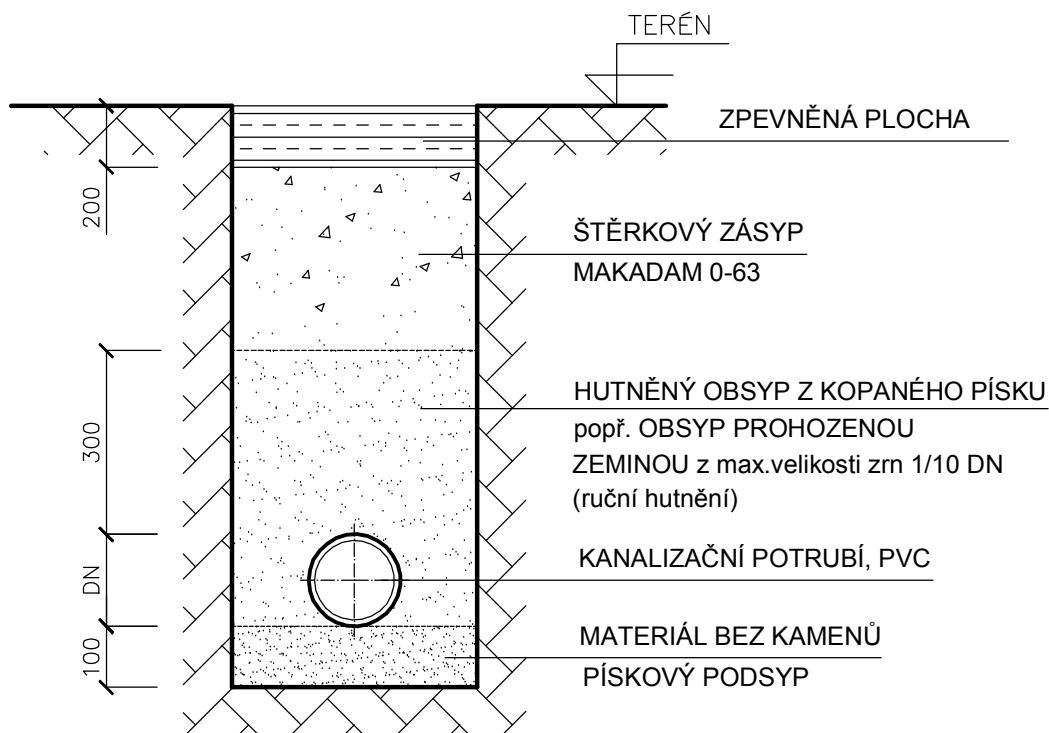 TERÉN
ZPEVNĚNÁ PLOCHA
200
ŠTĚRKOVÝ ZÁSYP
MAKADAM 0-63
300
HUTNĚNÝ OBSYP Z KOPANÉHO PÍSKU
popř. OBSYP PROHOZENOU
ZEMINOU z max.velikosti zrn 1/10 DN
(ruční hutnění)
DN
KANALIZAČNÍ POTRUBÍ, PVC
100
MATERIÁL BEZ KAMENŮ
PÍSKOVÝ PODSYP